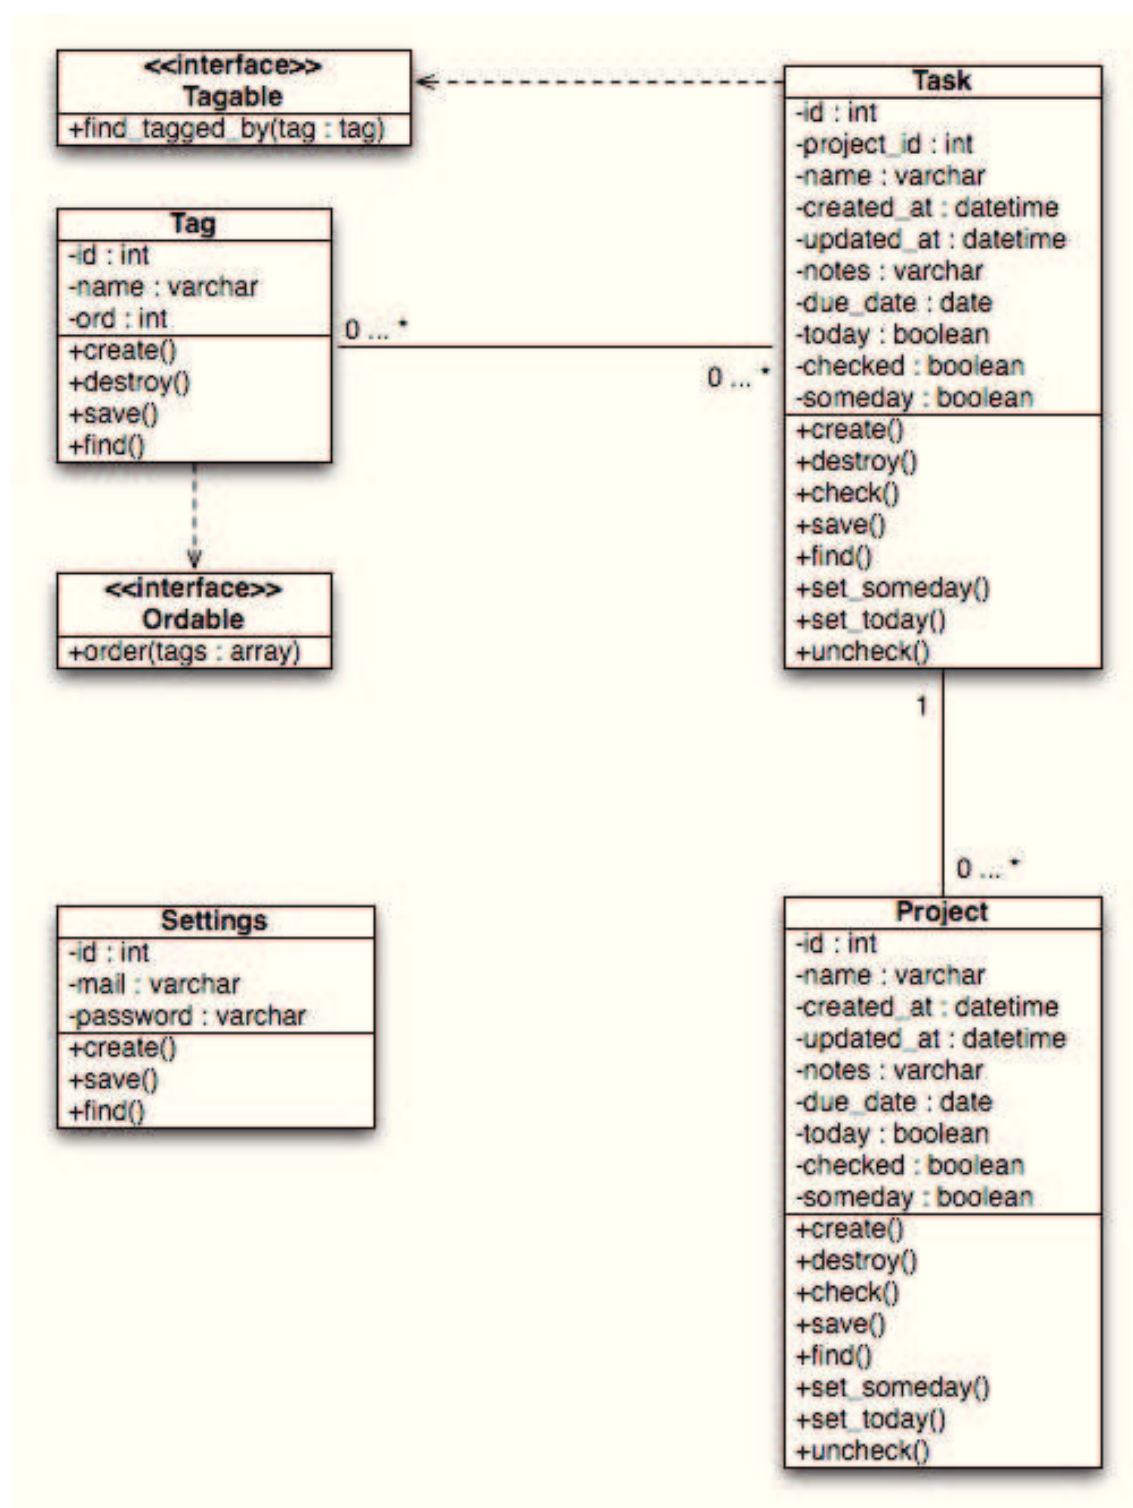 <<interface>>
Tagable
+find_tagged_by(tag : tag)
Tag
-id : int
-name : varchar
-ord : int
+create()
+destroy()
+save()
+find()
0 ... *
0 ... *
<<interface>>
Ordable
+order(tags : array)
Task
-id : int
-project_id : int
-name : varchar
-created_at : datetime
-updated_at : datetime
-notes : varchar
-due_date : date
-today : boolean
-checked : boolean
-someday : boolean
+create()
+destroy()
+check()
+save()
+find()
+set_someday()
+set_today()
+uncheck()
1
0 ... *
Settings
-id : int
-mail : varchar
-password : varchar
+create()
+save()
+find()
Project
-id : int
-name : varchar
-created_at : datetime
-updated_at : datetime
-notes : varchar
-due_date : date
-today : boolean
-checked : boolean
-someday : boolean
+create()
+destroy()
+check()
+save()
+find()
+set_someday()
+set_today()
+uncheck()